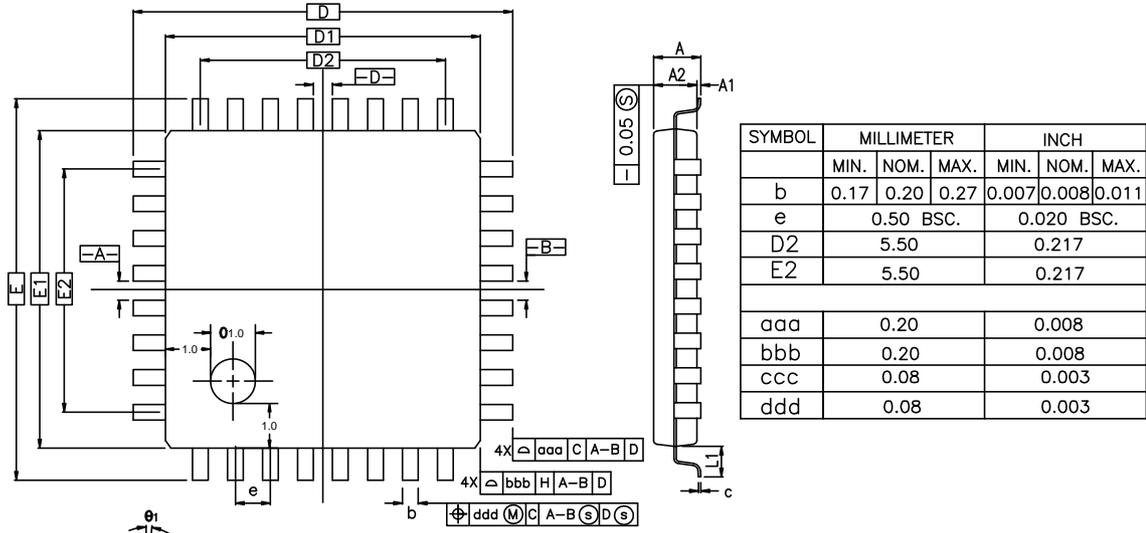 D
D1
D2
-D-
A
A2
A1
0.05 S
SYMBOL MILLIMETER INCH
MIN. NOM. MAX. MIN. NOM. MAX.
b 0.17 0.20 0.27 0.007 0.008 0.011
e 0.50 BSC. 0.020 BSC.
D2 5.50 0.217
E2 5.50 0.217
aaa 0.20 0.008
bbb 0.20 0.008
ccc 0.08 0.003
ddd 0.08 0.003
E
E1
E2
-A-
-B-
01.0
1.0
1.0
4X aaa C A-B D
4X bbb H A-B D
ddd M C A-B S D S
e
b
L1
c
θ1